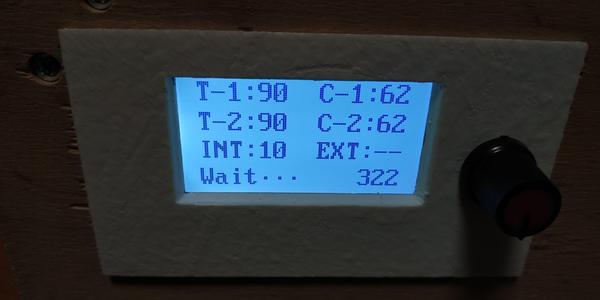 T-1:90 C-1:62
T-2:90 C-2:62
INT:10 EXT:--
Wait··· 322